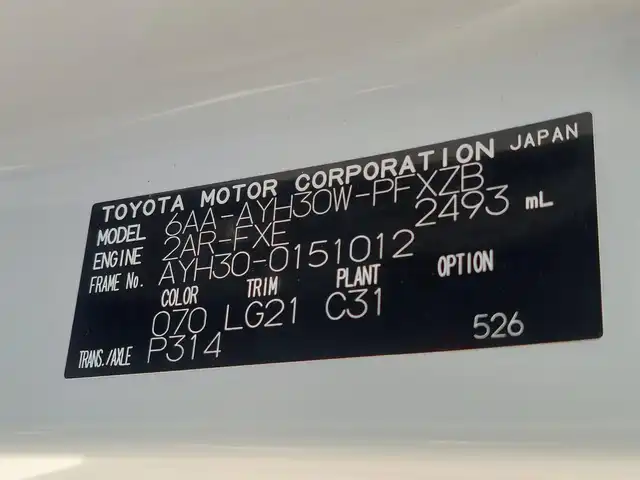 TOYOTA MOTOR CORPORATION JAPAN
MODEL 6AA-AYH30W-PFXZB
ENGINE 2AR-FXE 2493 mL
FRAME No. AYH30-0151012
COLOR TRIM PLANT OPTION
070 LG21 C31
TRANS./AXLE P314 526